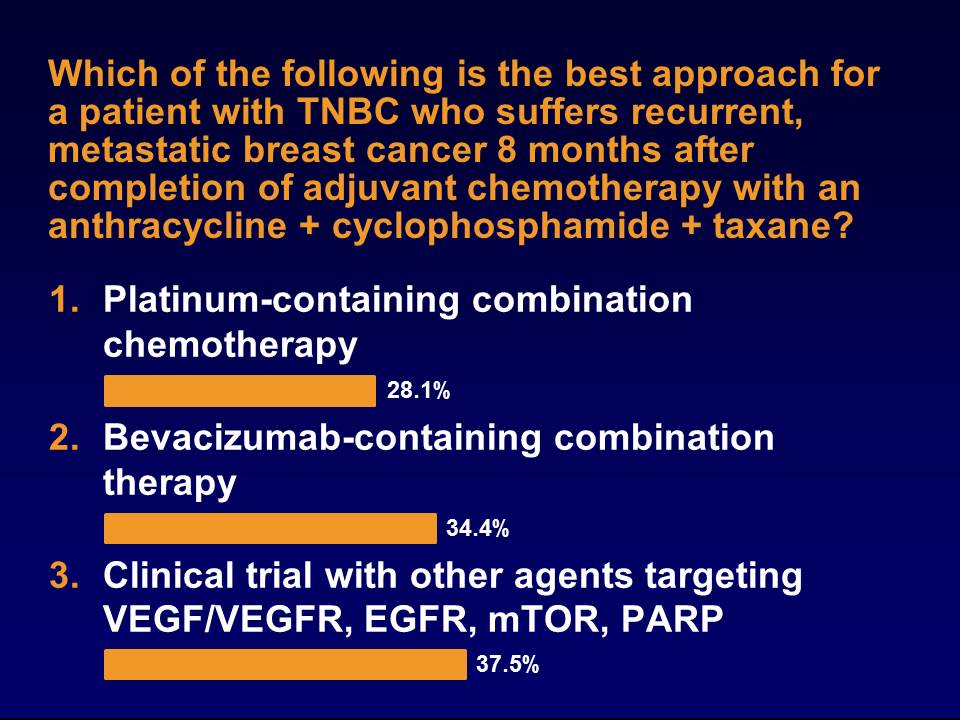 Which of the following is the best approach for
a patient with TNBC who suffers recurrent,
metastatic breast cancer 8 months after
completion of adjuvant chemotherapy with an
anthracycline + cyclophosphamide + taxane?
1. Platinum-containing combination
chemotherapy
28.1%
2. Bevacizumab-containing combination
therapy
34.4%
3. Clinical trial with other agents targeting
VEGF/VEGFR, EGFR, mTOR, PARP
37.5%